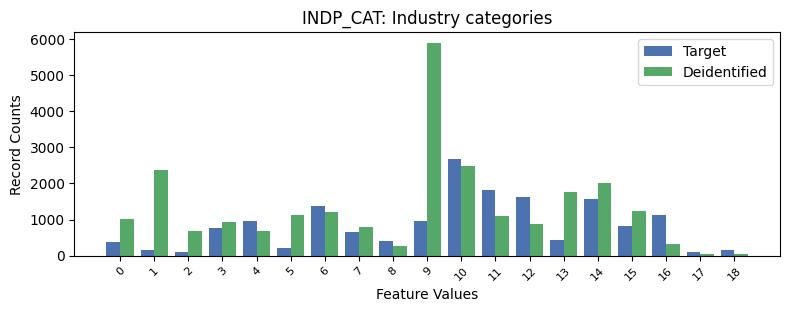 INDP_CAT: Industry categories
Target
Deidentified
Record Counts
6000
5000
4000
3000
2000
1000
0
0 1 2 3 4 5 6 7 8 9 10 11 12 13 14 15 16 17 18
Feature Values